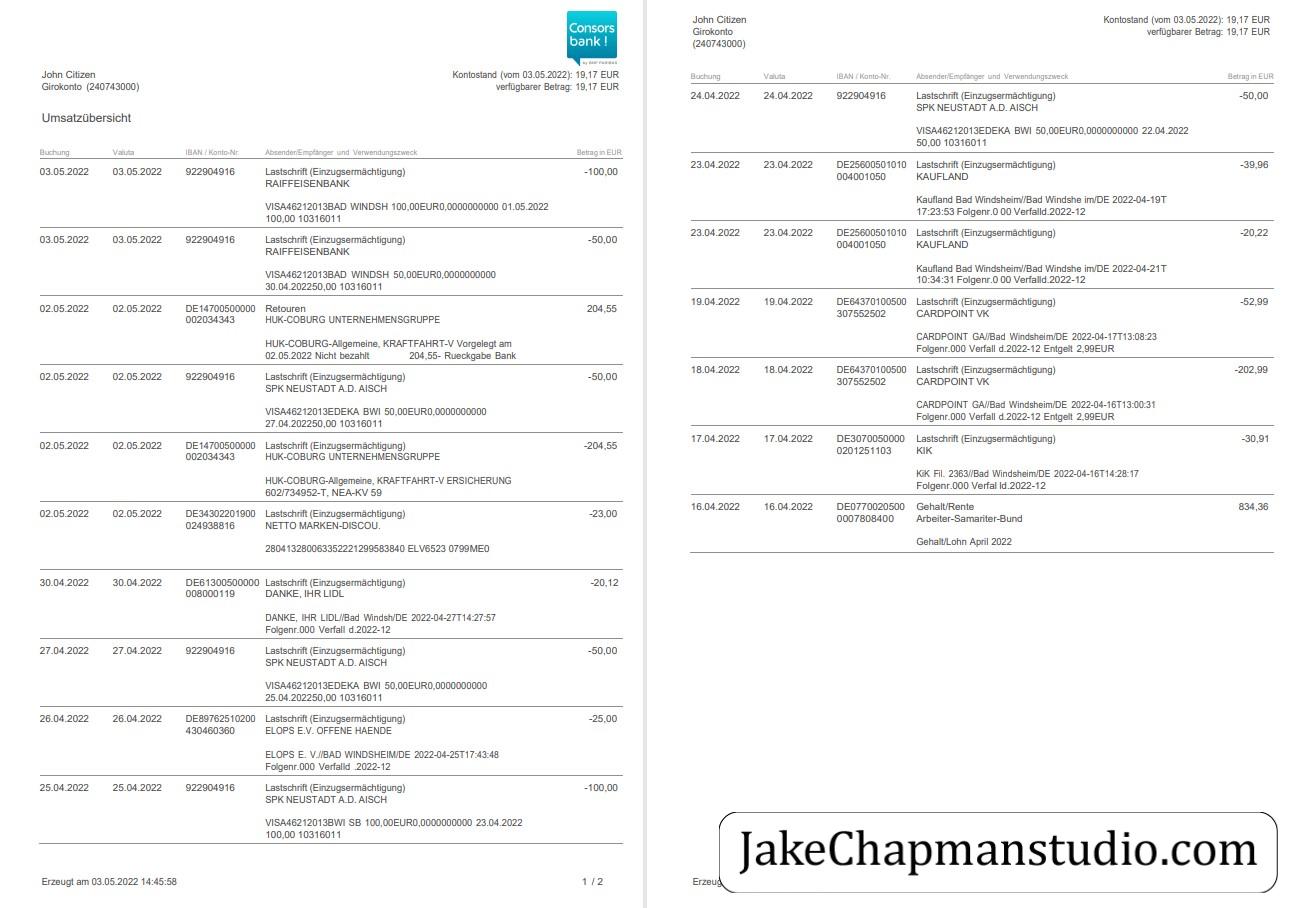 Consors
bank !
by BNP PARIBAS
John Citizen
Kontostand (vom 03.05.2022): 19,17 EUR
Girokonto (240743000)
verfügbarer Betrag: 19,17 EUR
Umsatzübersicht
Buchung Valuta IBAN / Konto-Nr. Absender/Empfänger und Verwendungszweck Betrag in EUR
03.05.2022 03.05.2022 922904916 Lastschrift (Einzugsermächtigung) -100,00
RAIFFEISENBANK
VISA46212013BAD WINDSH 100,00EUR0,0000000000 01.05.2022
100,00 10316011
03.05.2022 03.05.2022 922904916 Lastschrift (Einzugsermächtigung) -50,00
RAIFFEISENBANK
VISA46212013BAD WINDSH 50,00EUR0,0000000000
30.04.202250,00 10316011
02.05.2022 02.05.2022 DE14700500000 Retouren 204,55
002034343 HUK-COBURG UNTERNEHMENSGRUPPE
HUK-COBURG-Allgemeine, KRAFTFAHRT-V Vorgelegt am
02.05.2022 Nicht bezahlt 204,55- Rueckgabe Bank
02.05.2022 02.05.2022 922904916 Lastschrift (Einzugsermächtigung) -50,00
SPK NEUSTADT A.D. AISCH
VISA46212013EDEKA BWI 50,00EUR0,0000000000
27.04.202250,00 10316011
02.05.2022 02.05.2022 DE14700500000 Lastschrift (Einzugsermächtigung) -204,55
002034343 HUK-COBURG UNTERNEHMENSGRUPPE
HUK-COBURG-Allgemeine, KRAFTFAHRT-V ERSICHERUNG
602/734952-T, NEA-KV 59
02.05.2022 02.05.2022 DE34302201900 Lastschrift (Einzugsermächtigung) -23,00
024938816 NETTO MARKEN-DISCOU.
28041328006335222129958384​0 ELV6523 0799ME0
30.04.2022 30.04.2022 DE61300500000 Lastschrift (Einzugsermächtigung) -20,12
008000119 DANKE, IHR LIDL
DANKE, IHR LIDL//Bad Windsh/DE 2022-04-27T14:27:57
Folgenr.000 Verfall d.2022-12
27.04.2022 27.04.2022 922904916 Lastschrift (Einzugsermächtigung) -50,00
SPK NEUSTADT A.D. AISCH
VISA46212013EDEKA BWI 50,00EUR0,0000000000
25.04.202250,00 10316011
26.04.2022 26.04.2022 DE89762510200 Lastschrift (Einzugsermächtigung) -25,00
430460360 ELOPS E.V. OFFENE HAENDE
ELOPS E. V.//BAD WINDSHEIM/DE 2022-04-25T17:43:48
Folgenr.000 Verfalld .2022-12
25.04.2022 25.04.2022 922904916 Lastschrift (Einzugsermächtigung) -100,00
SPK NEUSTADT A.D. AISCH
VISA46212013BWI SB 100,00EUR0,0000000000 23.04.2022
100,00 10316011
Erzeugt am 03.05.2022 14:45:58 1 / 2
John Citizen Kontostand (vom 03.05.2022): 19,17 EUR
Girokonto verfügbarer Betrag: 19,17 EUR
(240743000)
Buchung Valuta IBAN / Konto-Nr. Absender/Empfänger und Verwendungszweck Betrag in EUR
24.04.2022 24.04.2022 922904916 Lastschrift (Einzugsermächtigung) -50,00
SPK NEUSTADT A.D. AISCH
VISA46212013EDEKA BWI 50,00EUR0,0000000000 22.04.2022
50,00 10316011
23.04.2022 23.04.2022 DE25600501010 Lastschrift (Einzugsermächtigung) -39,96
004001050 KAUFLAND
Kaufland Bad Windsheim//Bad Windshe im/DE 2022-04-19T
17:23:53 Folgenr.0 00 Verfalld.2022-12
23.04.2022 23.04.2022 DE25600501010 Lastschrift (Einzugsermächtigung) -20,22
004001050 KAUFLAND
Kaufland Bad Windsheim//Bad Windshe im/DE 2022-04-21T
10:34:31 Folgenr.0 00 Verfalld.2022-12
19.04.2022 19.04.2022 DE64370100500 Lastschrift (Einzugsermächtigung) -52,99
307552502 CARDPOINT VK
CARDPOINT GA//Bad Windsheim/DE 2022-04-17T13:08:23
Folgenr.000 Verfall d.2022-12 Entgelt 2,99EUR
18.04.2022 18.04.2022 DE64370100500 Lastschrift (Einzugsermächtigung) -202,99
307552502 CARDPOINT VK
CARDPOINT GA//Bad Windsheim/DE 2022-04-16T13:00:31
Folgenr.000 Verfall d.2022-12 Entgelt 2,99EUR
17.04.2022 17.04.2022 DE3070050000 Lastschrift (Einzugsermächtigung) -30,91
0201251103 KIK
KiK Fil. 2363//Bad Windsheim/DE 2022-04-16T14:28:17
Folgenr.000 Verfal ld.2022-12
16.04.2022 16.04.2022 DE0770020500 Gehalt/Rente 834,36
0007808400 Arbeiter-Samariter-Bund
Gehalt/Lohn April 2022
JakeChapmanstudio.com
Erzeug